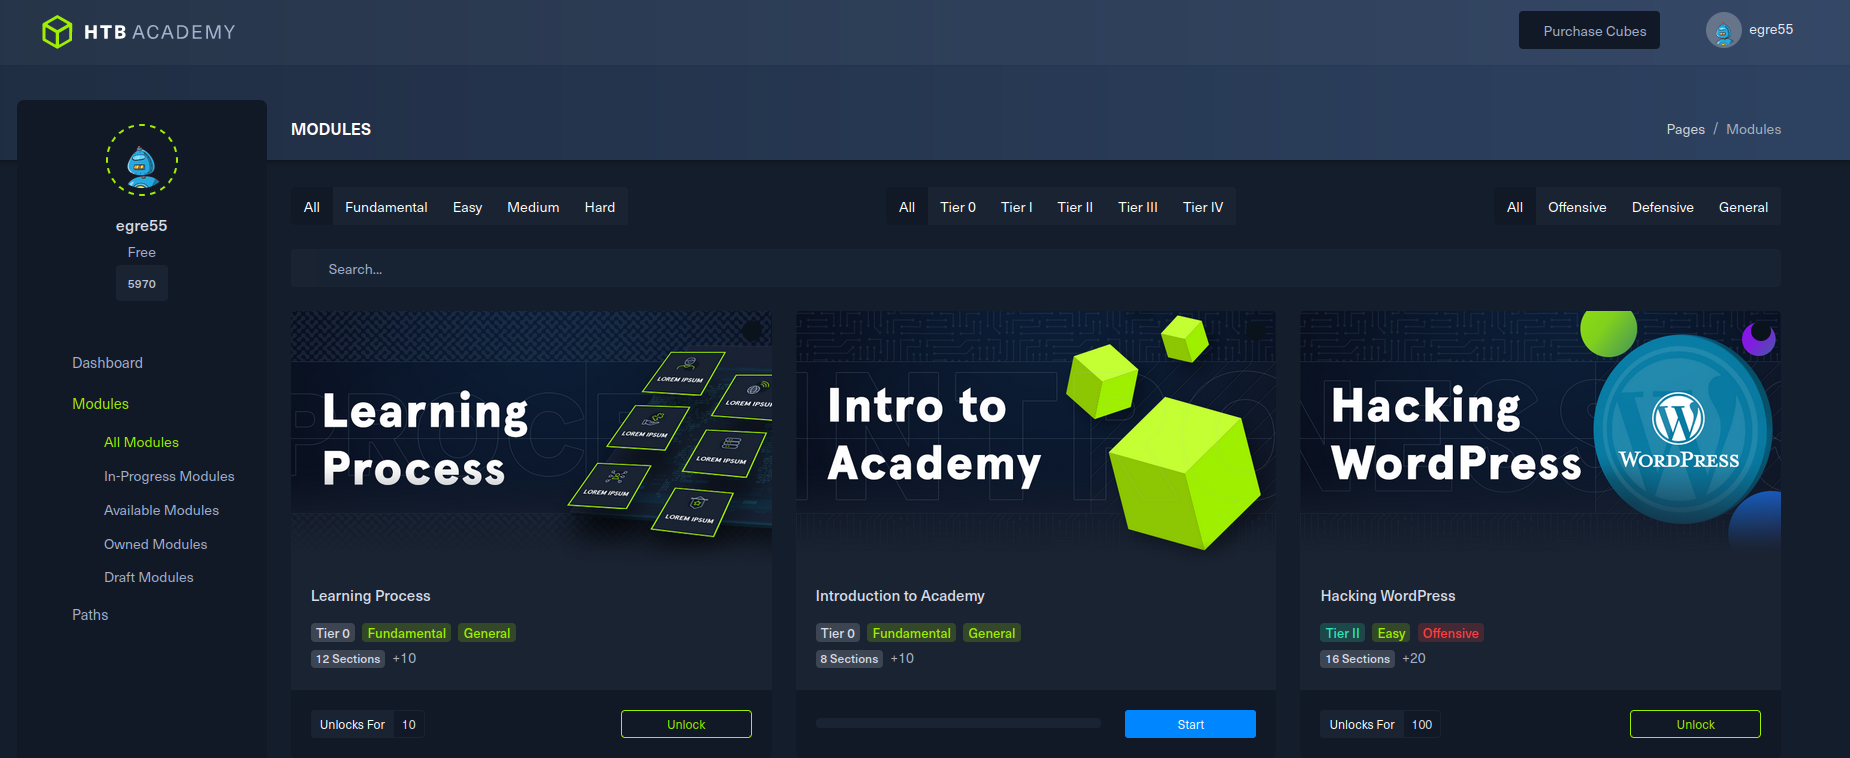 HTB ACADEMY
Purchase Cubes
egre55
MODULES
Pages / Modules
egre55
Free
5970
Dashboard
Modules
All Modules
In-Progress Modules
Available Modules
Owned Modules
Draft Modules
Paths
All Fundamental Easy Medium Hard
All Tier 0 Tier I Tier II Tier III Tier IV
All Offensive Defensive General
Search...
Learning
Process
LOREM IPSUM
LOREM IPSUM
LOREM IPSUM
LOREM IPSUM
LOREM IPSUM
LOREM IPSUM
Learning Process
Tier 0 Fundamental General
12 Sections +10
Unlocks For 10
Unlock
Intro to
Academy
Introduction to Academy
Tier 0 Fundamental General
8 Sections +10
Start
Hacking
WordPress
WORDPRESS
Hacking WordPress
Tier II Easy Offensive
16 Sections +20
Unlocks For 100
Unlock